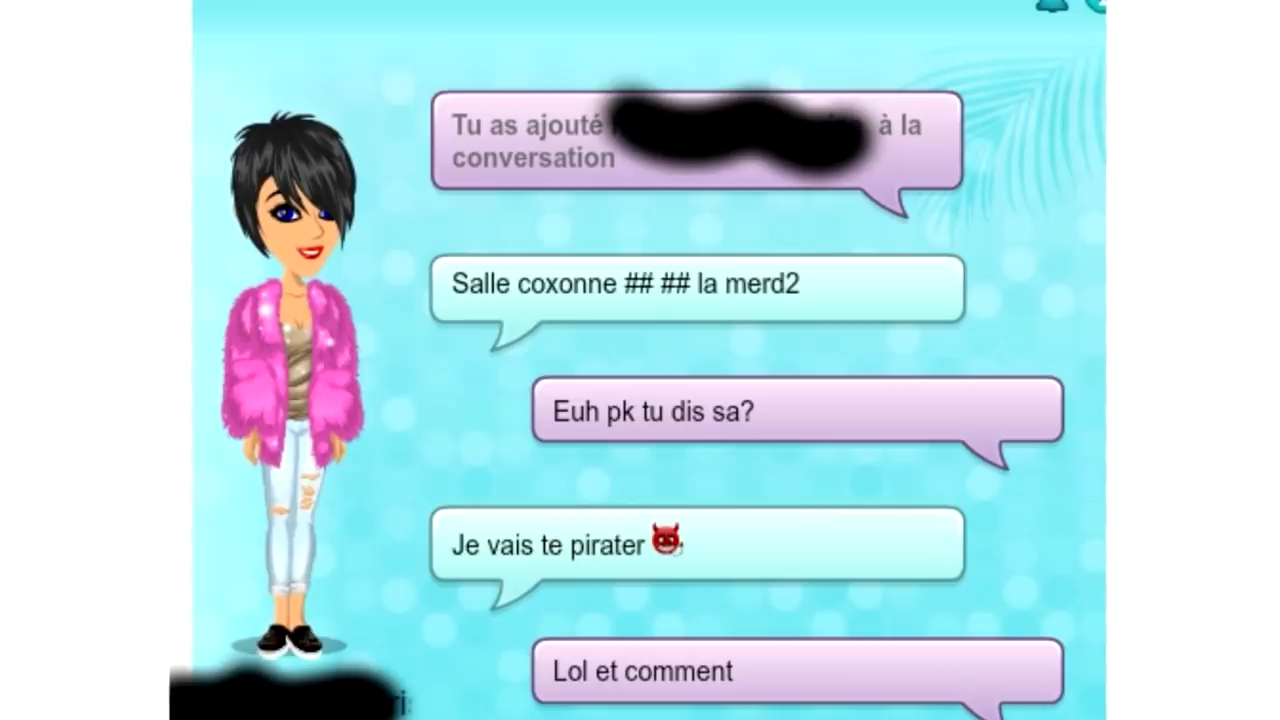 Tu as ajouté à la
conversation
Salle coxonne ## ## la merd2
Euh pk tu dis sa?
Je vais te pirater
Lol et comment